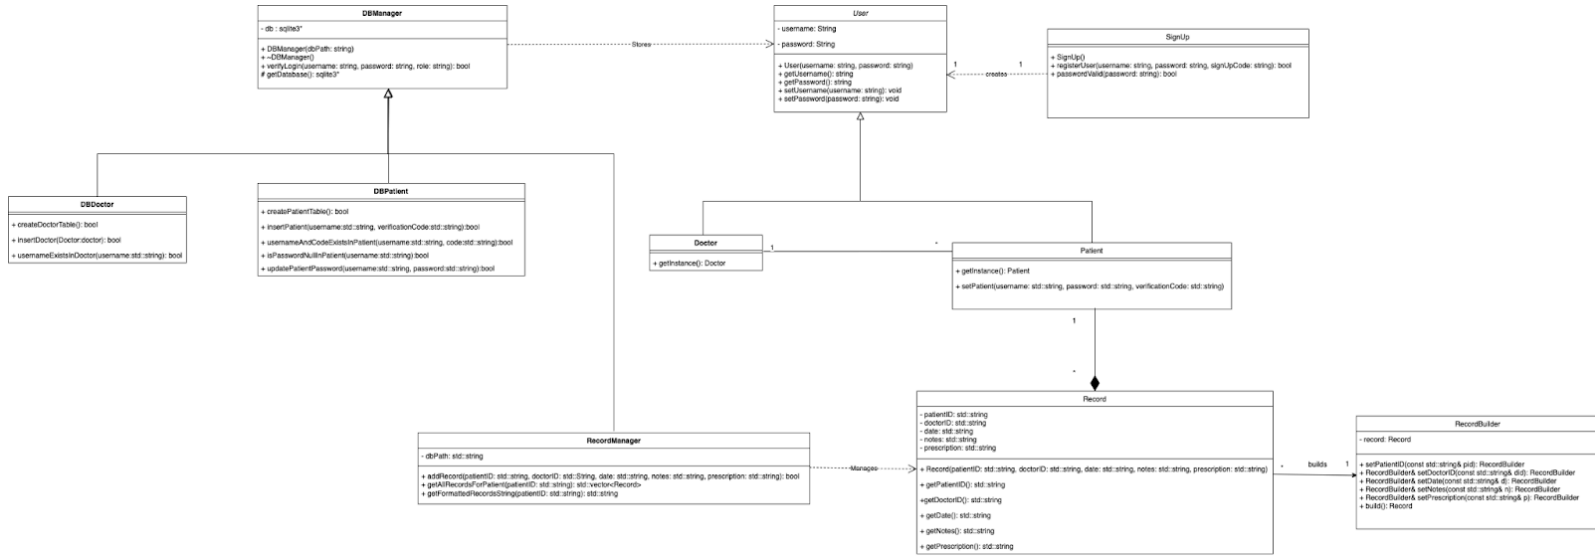 DBManager
- db : sqlite3*
+ DBManager(dbPath: string)
+ ~DBManager()
+ verifyLogin(username: string, password: string, role: string): bool
# getDatabase(): sqlite3*
Stores
User
- username: String
- password: String
+ User(username: string, password: string)
+ getUsername(): string
+ getPassword(): string
+ setUsername(username: string): void
+ setPassword(password: string): void
1
creates
1
SignUp
+ SignUp()
+ registerUser(username: string, password: string, signUpCode: string): bool
+ passwordValid(password: string): bool
DBDoctor
+ createDoctorTable(): bool
+ insertDoctor(Doctor:doctor): bool
+ usernameExistsInDoctor(username:std::string): bool
DBPatient
+ createPatientTable(): bool
+ insertPatient(username:std::string, verificationCode:std::string):bool
+ usernameAndCodeExistsInPatient(username:std::string, code:std::string):bool
+ isPasswordNullInPatient(username:std::string):bool
+ updatePatientPassword(username:std::string, password:std::string):bool
Doctor
+ getInstance(): Doctor
1
*
Patient
+ getInstance(): Patient
+ setPatient(username: std::string, password: std::string, verificationCode: std::string)
1
*
RecordManager
- dbPath: std::string
+ addRecord(patientID: std::string, doctorID: std::String, date: std::string, notes: std::string, prescription: std::string): bool
+ getAllRecordsForPatient(patientID: std::string): std::vector<Record>
+ getFormattedRecordsString(patientID: std::string): std::string
Manages
Record
- patientID: std::string
- doctorID: std::string
- date: std::string
- notes: std::string
- prescription: std::string
+ Record(patientID: std::string, doctorID: std::string, date: std::string, notes: std::string, prescription: std::string)
+ getPatientID(): std::string
+getDoctorID(): std::string
+ getDate(): std::string
+ getNotes(): std::string
+ getPrescription(): std::string
*
builds
1
RecordBuilder
- record: Record
+ setPatientID(const std::string& pid): RecordBuilder
+ RecordBuilder& setDoctorID(const std::string& did): RecordBuilder
+ RecordBuilder& setDate(const std::string& d): RecordBuilder
+ RecordBuilder& setNotes(const std::string& n): RecordBuilder
+ RecordBuilder& setPrescription(const std::string& p): RecordBuilder
+ build(): Record